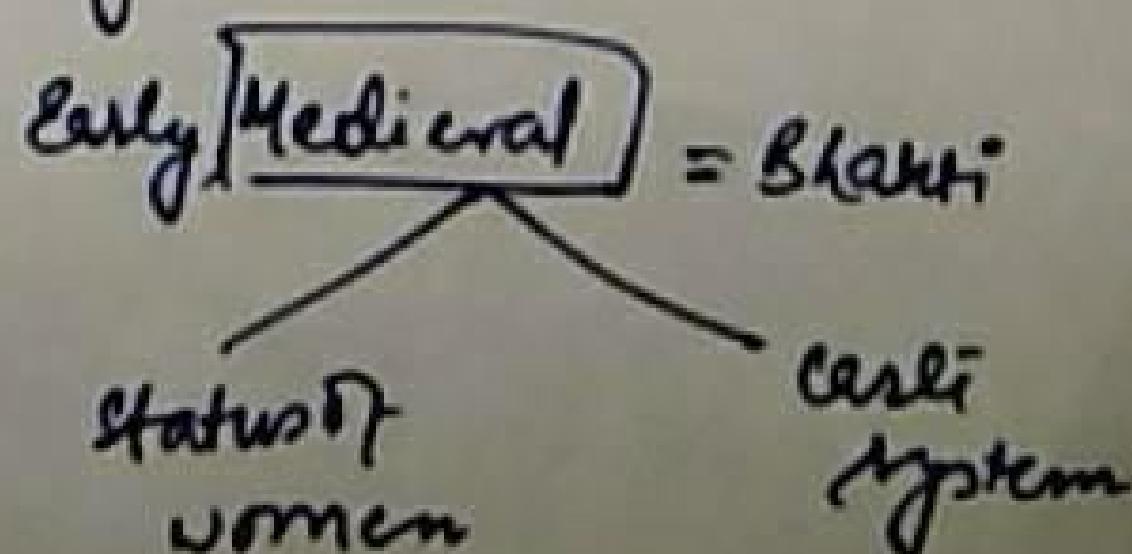 Early Medieval = Bhakti
Status of caste
women system